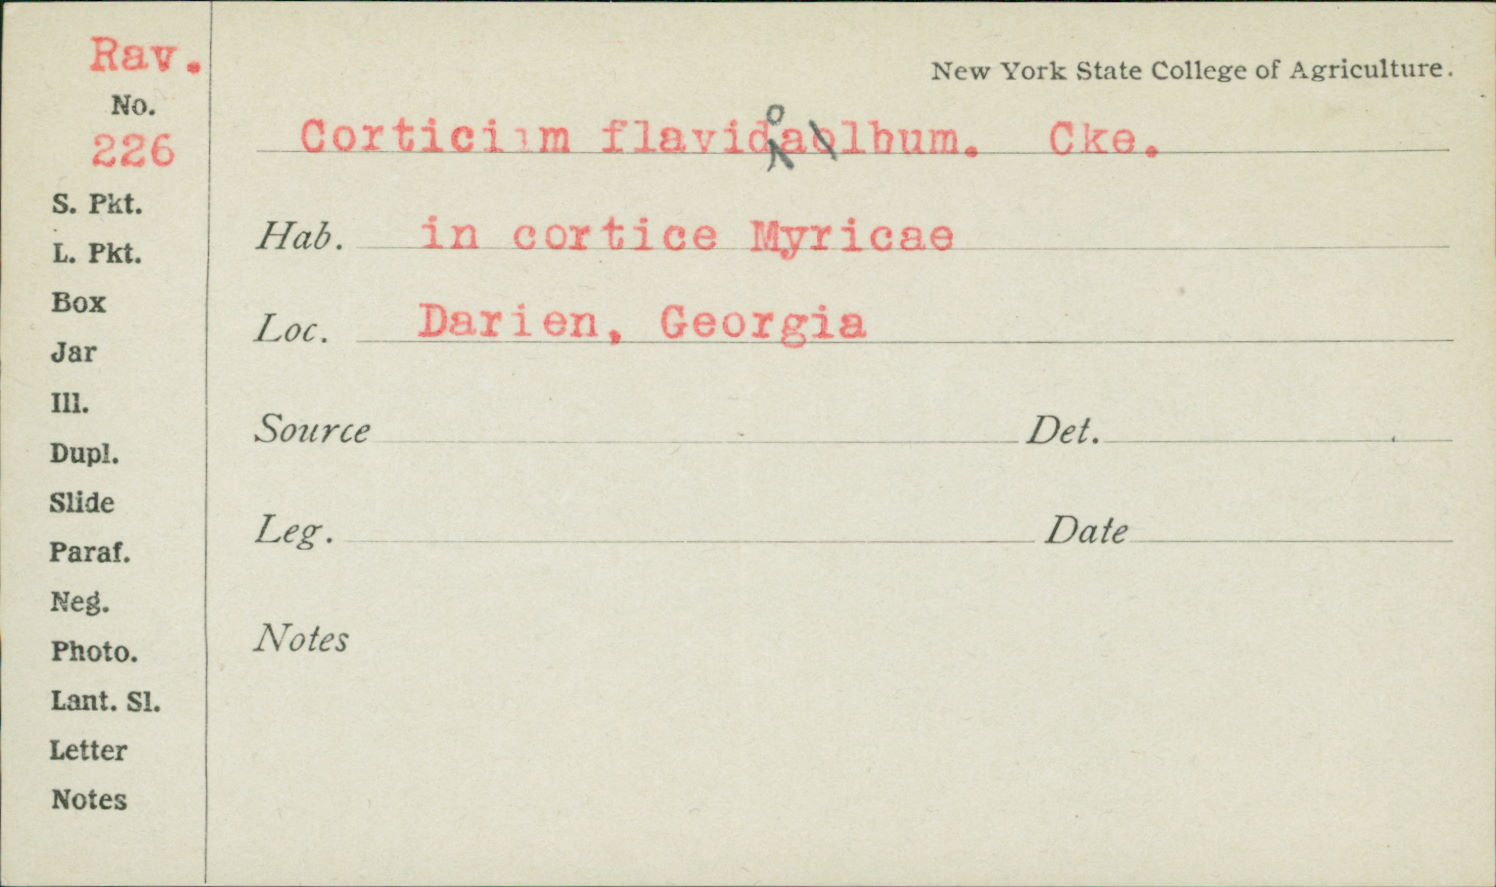 Rav.
New York State College of Agriculture.
No.
226
Corticium flavidoalbum. Cke.
S. Pkt.
Hab. in cortice Myricae
L. Pkt.
Box
Loc. Darien, Georgia
Jar
Ill.
Source Det.
Dupl.
Slide
Leg. Date
Paraf.
Neg.
Notes
Photo.
Lant. Sl.
Letter
Notes